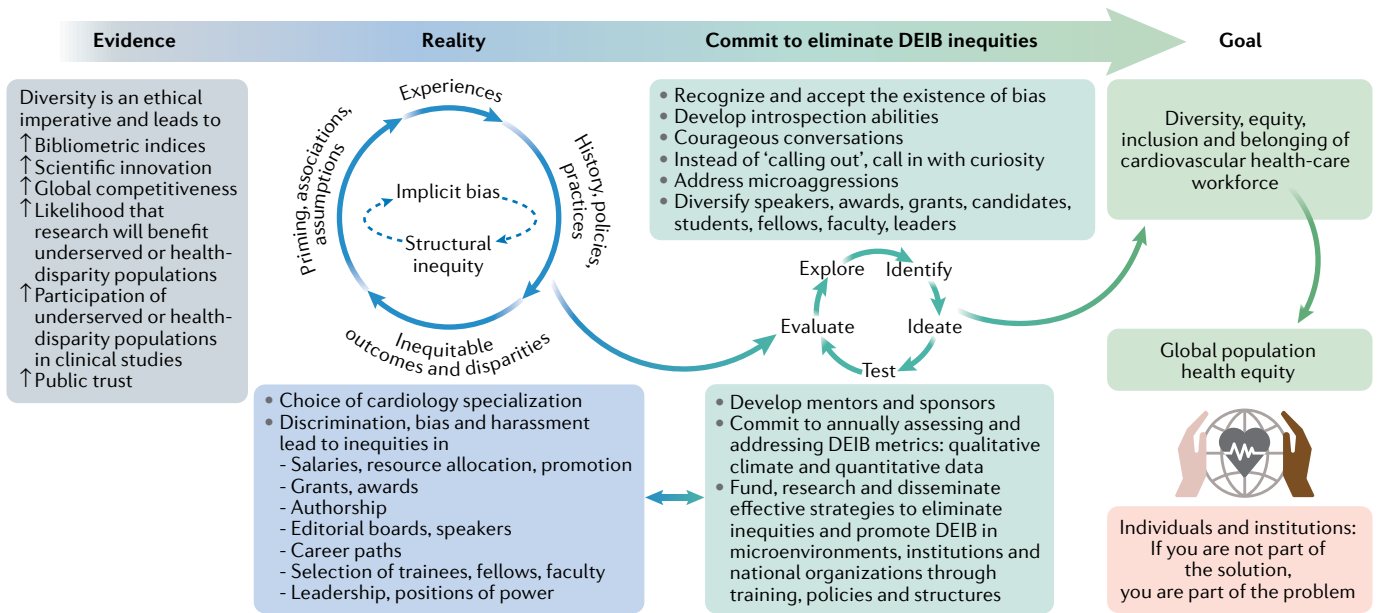 Evidence
Reality
Commit to eliminate DEIB inequities
Goal
Diversity is an ethical
imperative and leads to
↑Bibliometric indices
↑Scientific innovation
↑Global competitiveness
↑Likelihood that
research will benefit
underserved or health-
disparity populations
↑Participation of
underserved or health-
disparity populations
in clinical studies
↑Public trust
Experiences
History, policies,
practices
Inequitable
outcomes and disparities
Priming, associations,
assumptions
Implicit bias
Structural
inequity
• Choice of cardiology specialization
• Discrimination, bias and harassment
lead to inequities in
- Salaries, resource allocation, promotion
- Grants, awards
- Authorship
- Editorial boards, speakers
- Career paths
- Selection of trainees, fellows, faculty
- Leadership, positions of power
• Recognize and accept the existence of bias
• Develop introspection abilities
• Courageous conversations
• Instead of ‘calling out’, call in with curiosity
• Address microaggressions
• Diversify speakers, awards, grants, candidates,
students, fellows, faculty, leaders
Explore
Identify
Ideate
Test
Evaluate
• Develop mentors and sponsors
• Commit to annually assessing and
addressing DEIB metrics: qualitative
climate and quantitative data
• Fund, research and disseminate
effective strategies to eliminate
inequities and promote DEIB in
microenvironments, institutions and
national organizations through
training, policies and structures
Diversity, equity,
inclusion and belonging of
cardiovascular health-care
workforce
Global population
health equity
Individuals and institutions:
If you are not part of
the solution,
you are part of the problem